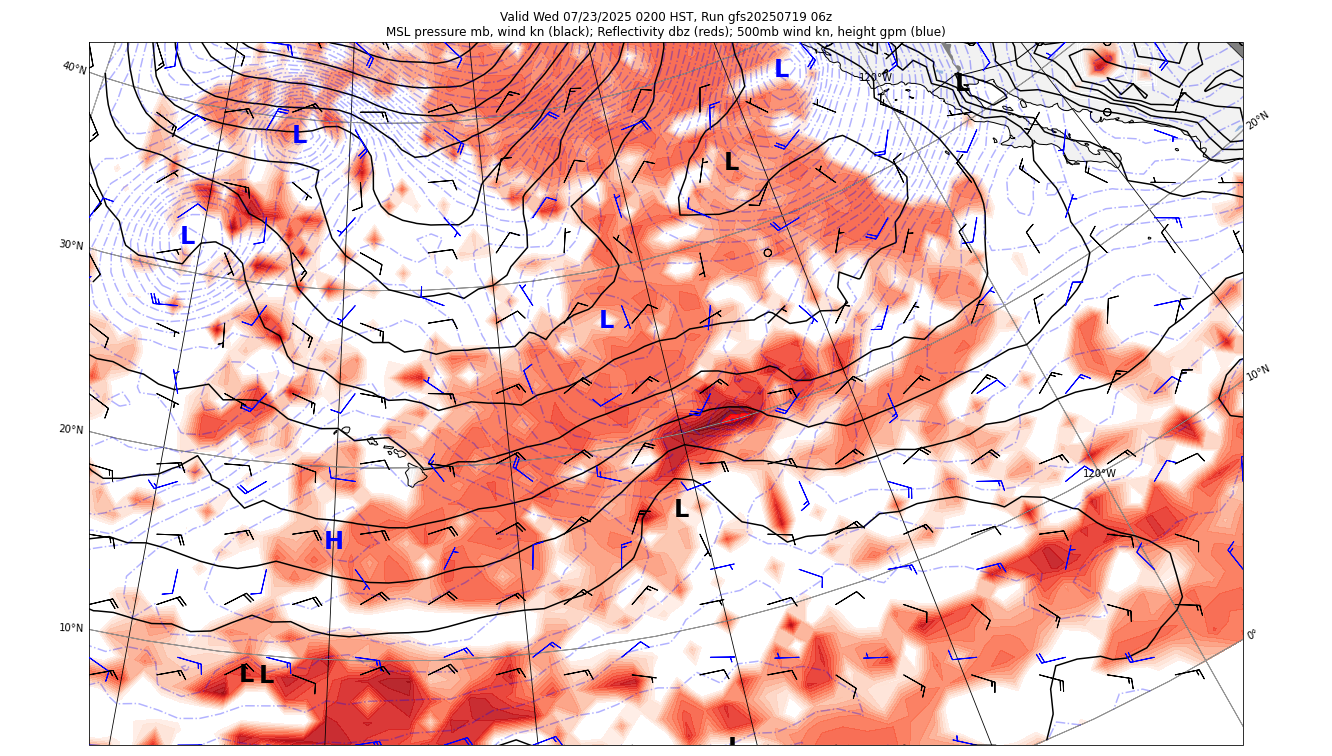 Valid Wed 07/23/2025 0200 HST, Run gfs20250719 06z
MSL pressure mb, wind kn (black); Reflectivity dbz (reds); 500mb wind kn, height gpm (blue)
40°N
L
120°W
L
20°N
L
L
L
30°N
L
10°N
20°N
120°W
L
H
10°N
0°
L L
L